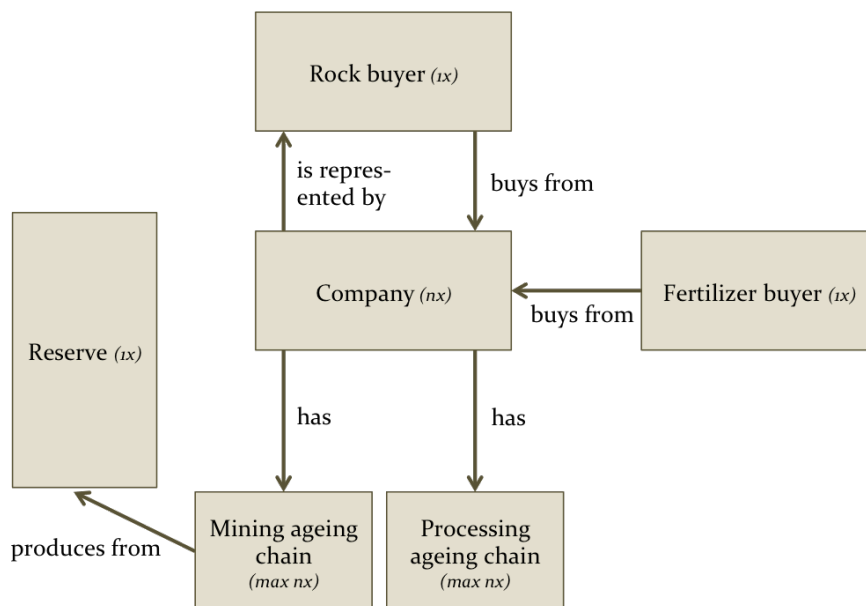 Rock buyer (1x)
is repres-
ented by
buys from
Company (nx)
Fertilizer buyer (1x)
buys from
Reserve (1x)
has
has
Mining ageing
chain
(max nx)
Processing
ageing chain
(max nx)
produces from